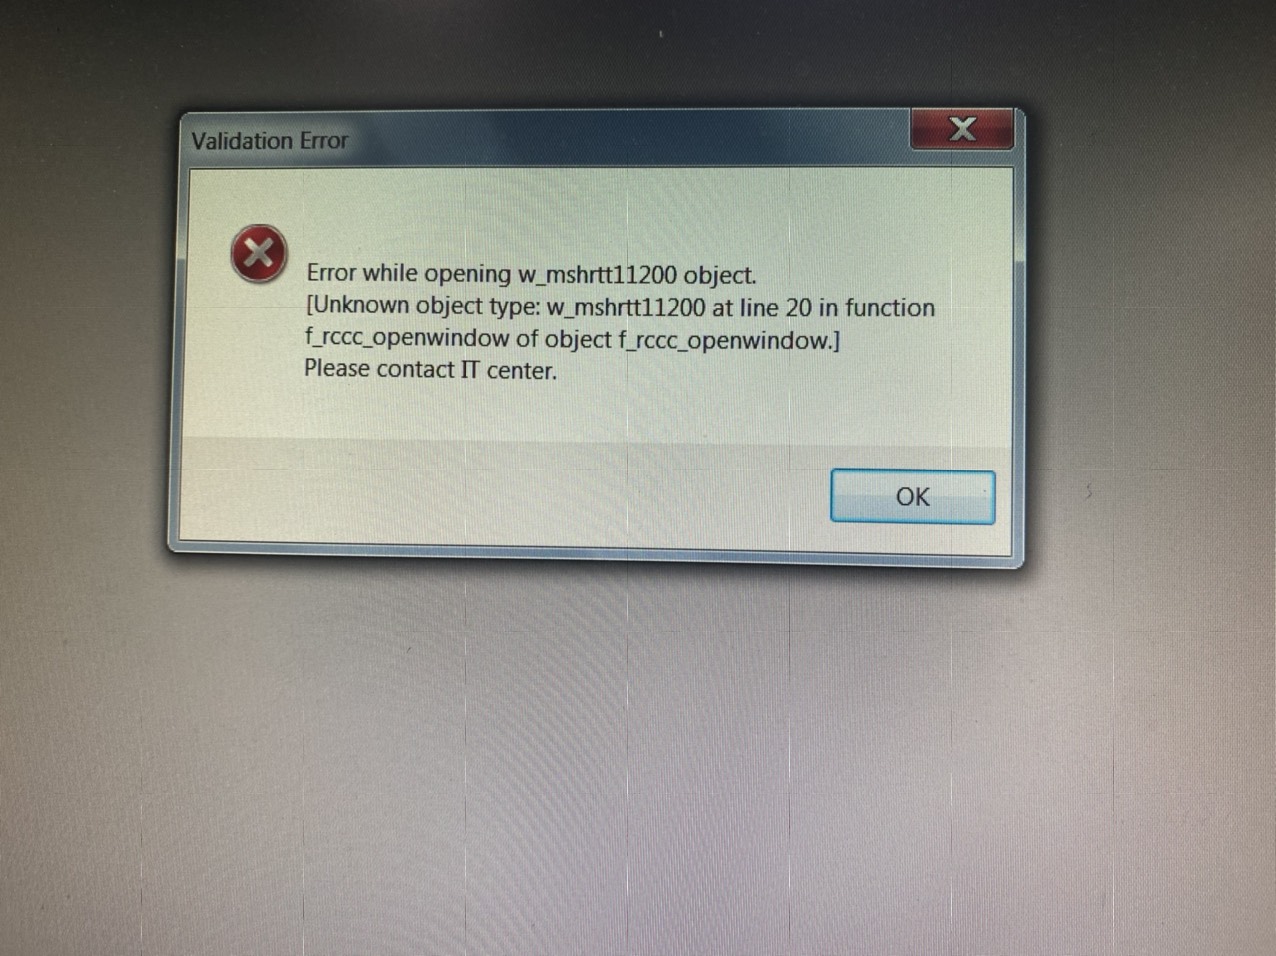 Validation Error
Error while opening w_mshrtt11200 object.
[Unknown object type: w_mshrtt11200 at line 20 in function
f_rccc_openwindow of object f_rccc_openwindow.]
Please contact IT center.
OK